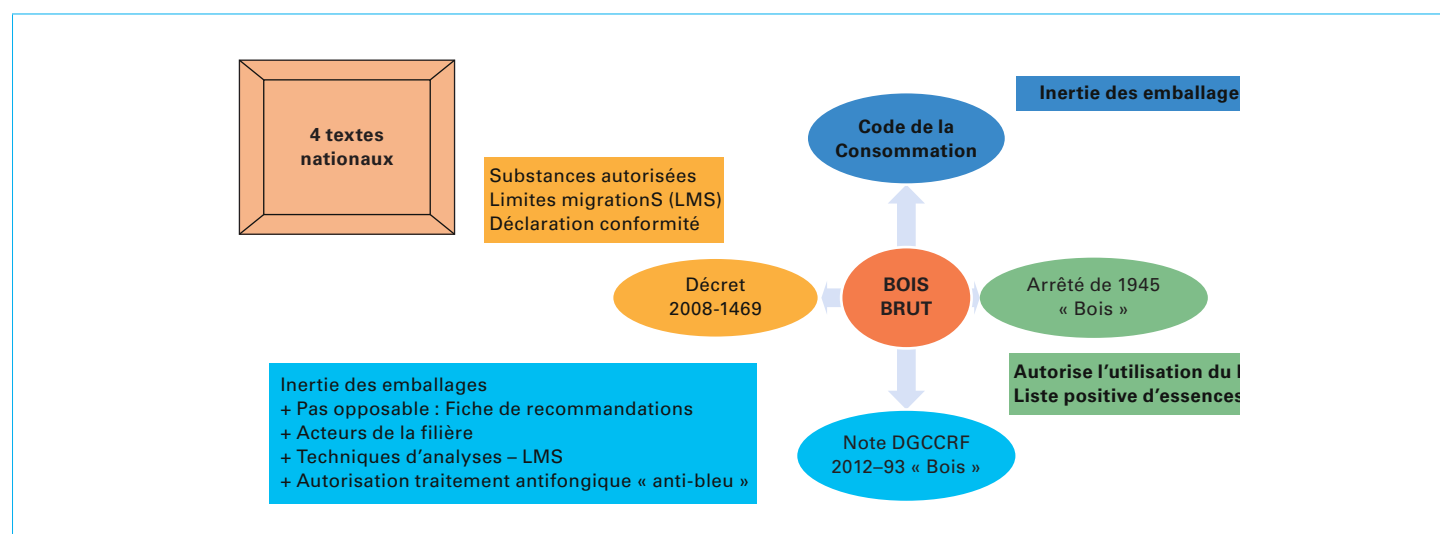 4 textes
nationaux
Inertie des emballage
Code de la
Consommation
Substances autorisées
Limites migrationS (LMS)
Déclaration conformité
Décret
2008-1469
BOIS
BRUT
Arrêté de 1945
« Bois »
Autorise l’utilisation du
Liste positive d’essences
Inertie des emballages
+ Pas opposable : Fiche de recommandations
+ Acteurs de la filière
+ Techniques d’analyses – LMS
+ Autorisation traitement antifongique « anti-bleu »
Note DGCCRF
2012–93 « Bois »